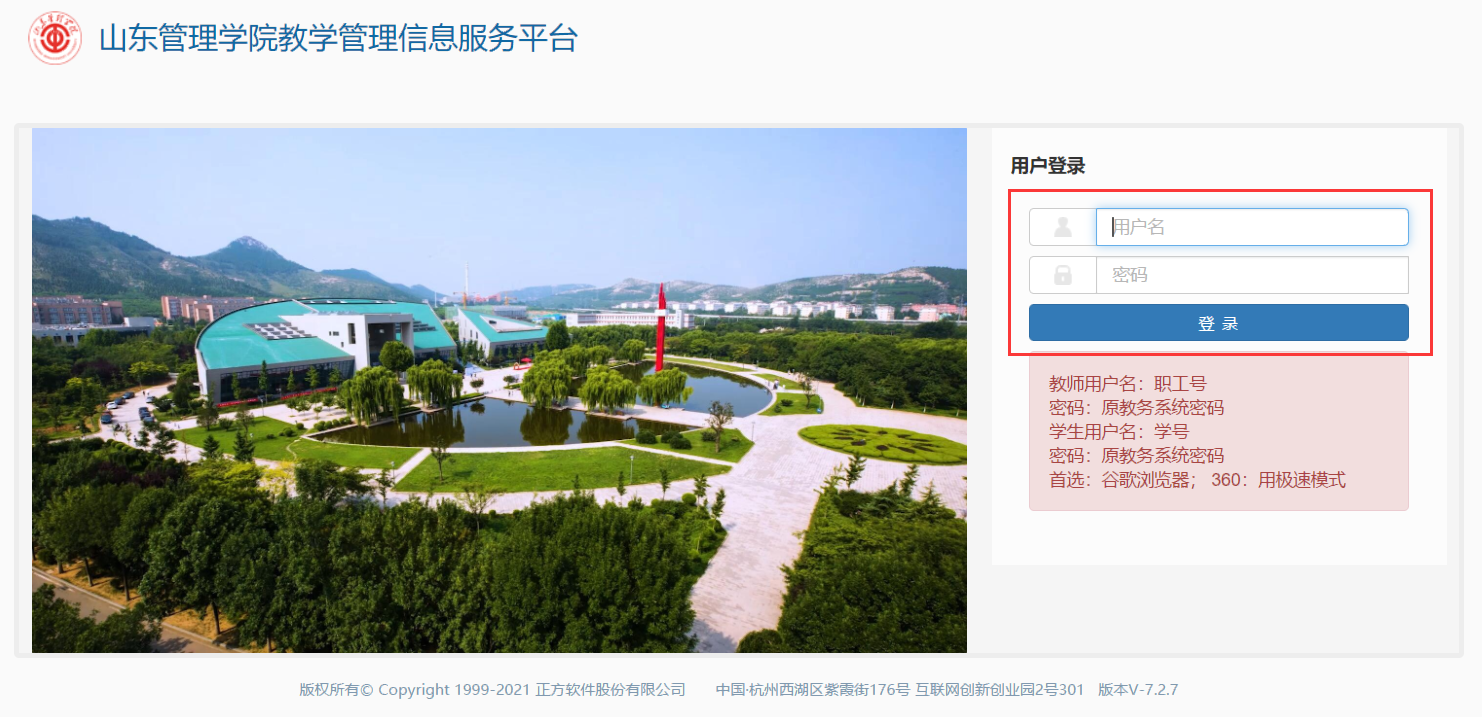 山东管理学院教学管理信息服务平台
用户登录
用户名
密码
登 录
教师用户名：职工号
密码：原教务系统密码
学生用户名：学号
密码：原教务系统密码
首选：谷歌浏览器； 360：用极速模式
版权所有© Copyright 1999-2021 正方软件股份有限公司 中国·杭州西湖区紫霞街176号 互联网创新创业园2号301 版本V-7.2.7